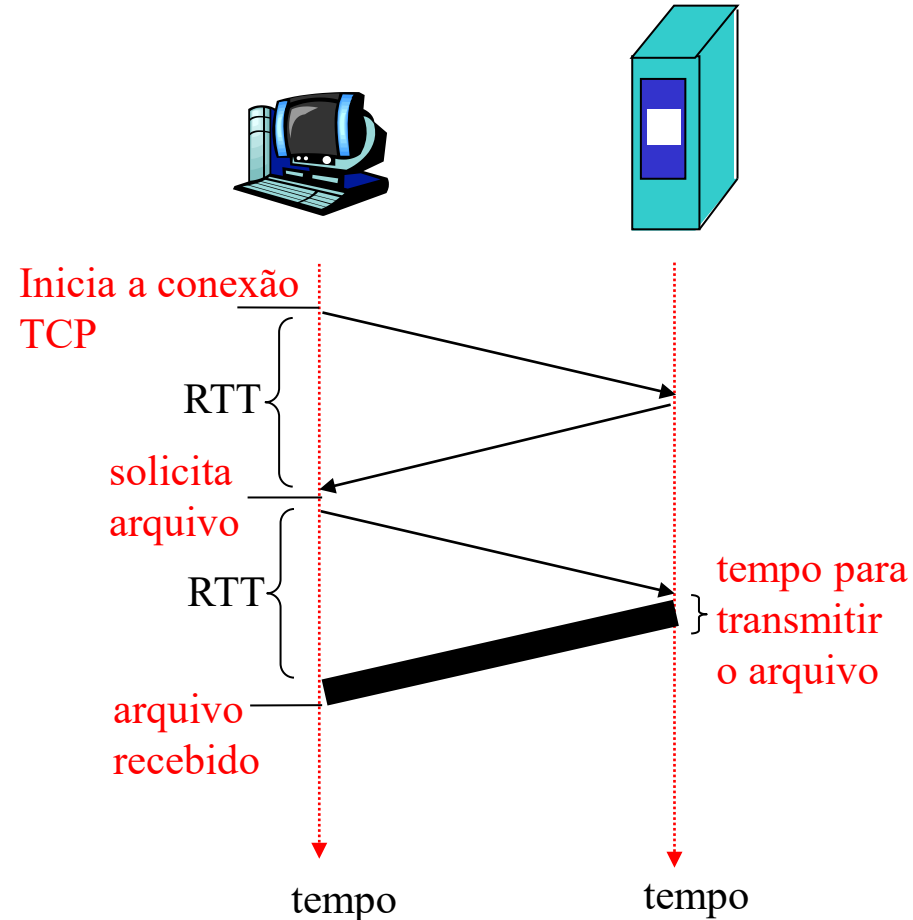 Inicia a conexão
TCP
RTT
solicita
arquivo
RTT
tempo para
transmitir
o arquivo
arquivo
recebido
tempo
tempo